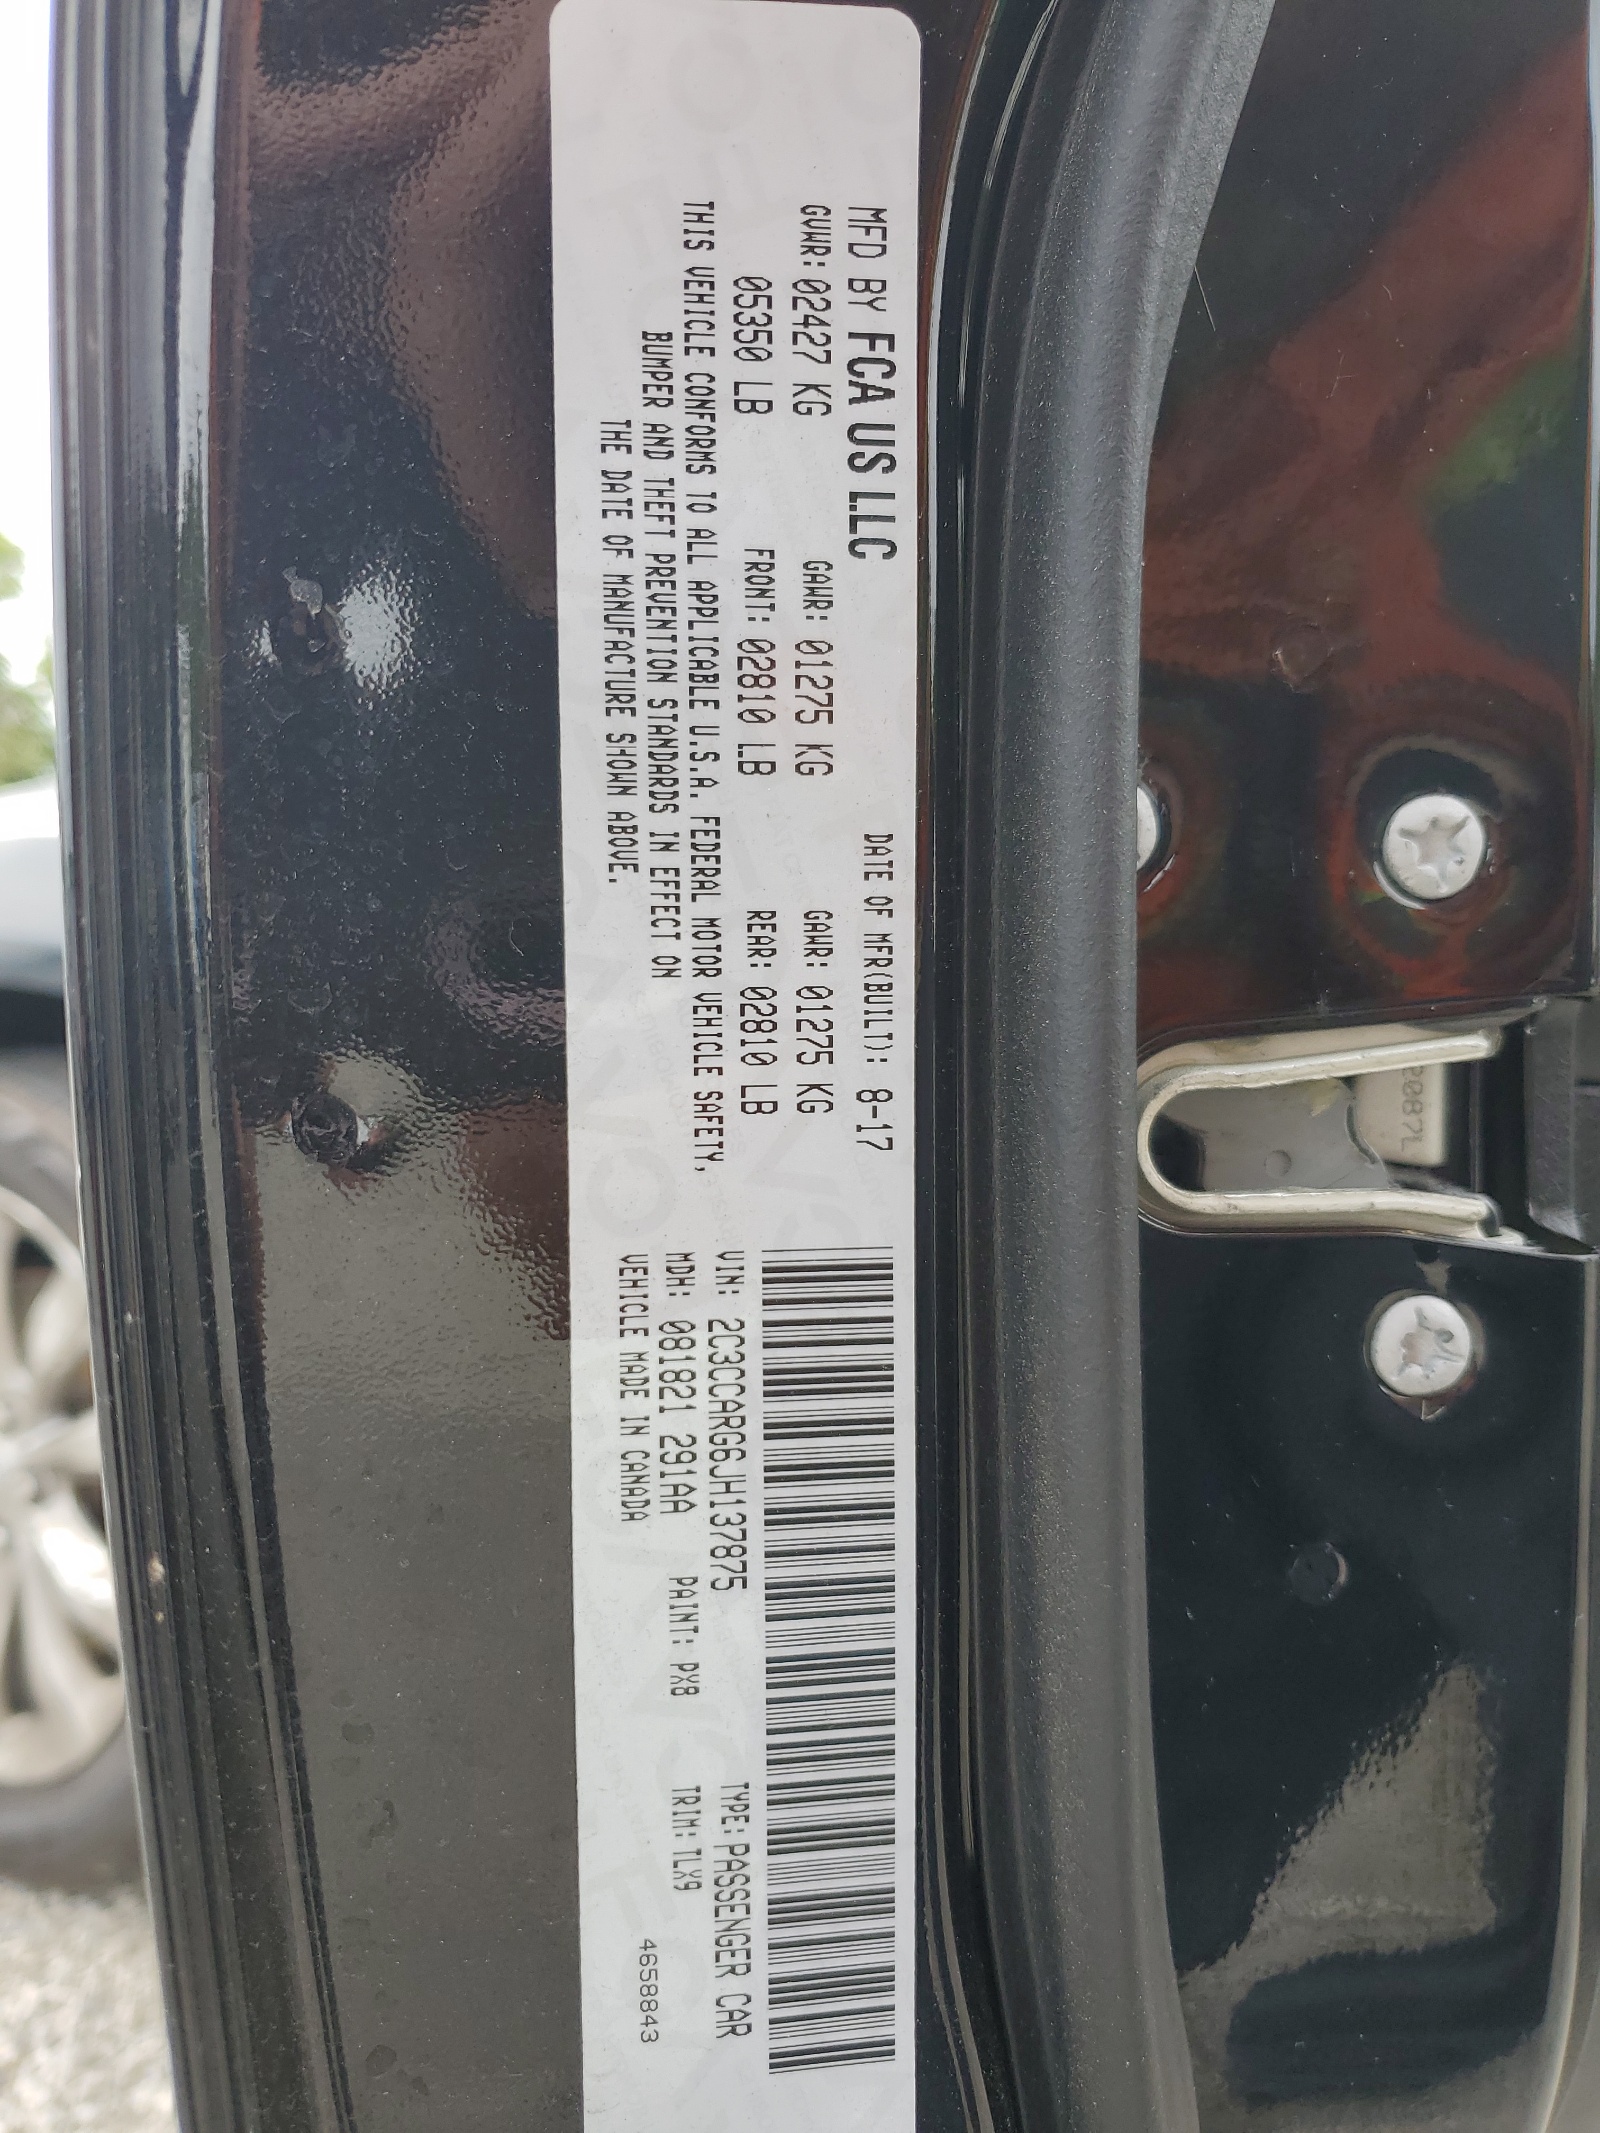 MFD BY FCA US LLC
DATE OF MFR(BUILT): 8-17
GVWR: 02427 KG GAWR: 01275 KG GAWR: 01275 KG
05350 LB FRONT: 02810 LB REAR: 02810 LB
THIS VEHICLE CONFORMS TO ALL APPLICABLE U.S.A. FEDERAL MOTOR VEHICLE SAFETY,
BUMPER AND THEFT PREVENTION STANDARDS IN EFFECT ON
THE DATE OF MANUFACTURE SHOWN ABOVE.
VIN: 2C3CCARG6JH137875 TYPE: PASSENGER CAR
MDH: 081821 291AA PAINT: PX8 TRIM: TLX9
VEHICLE MADE IN CANADA 4658843
2087L